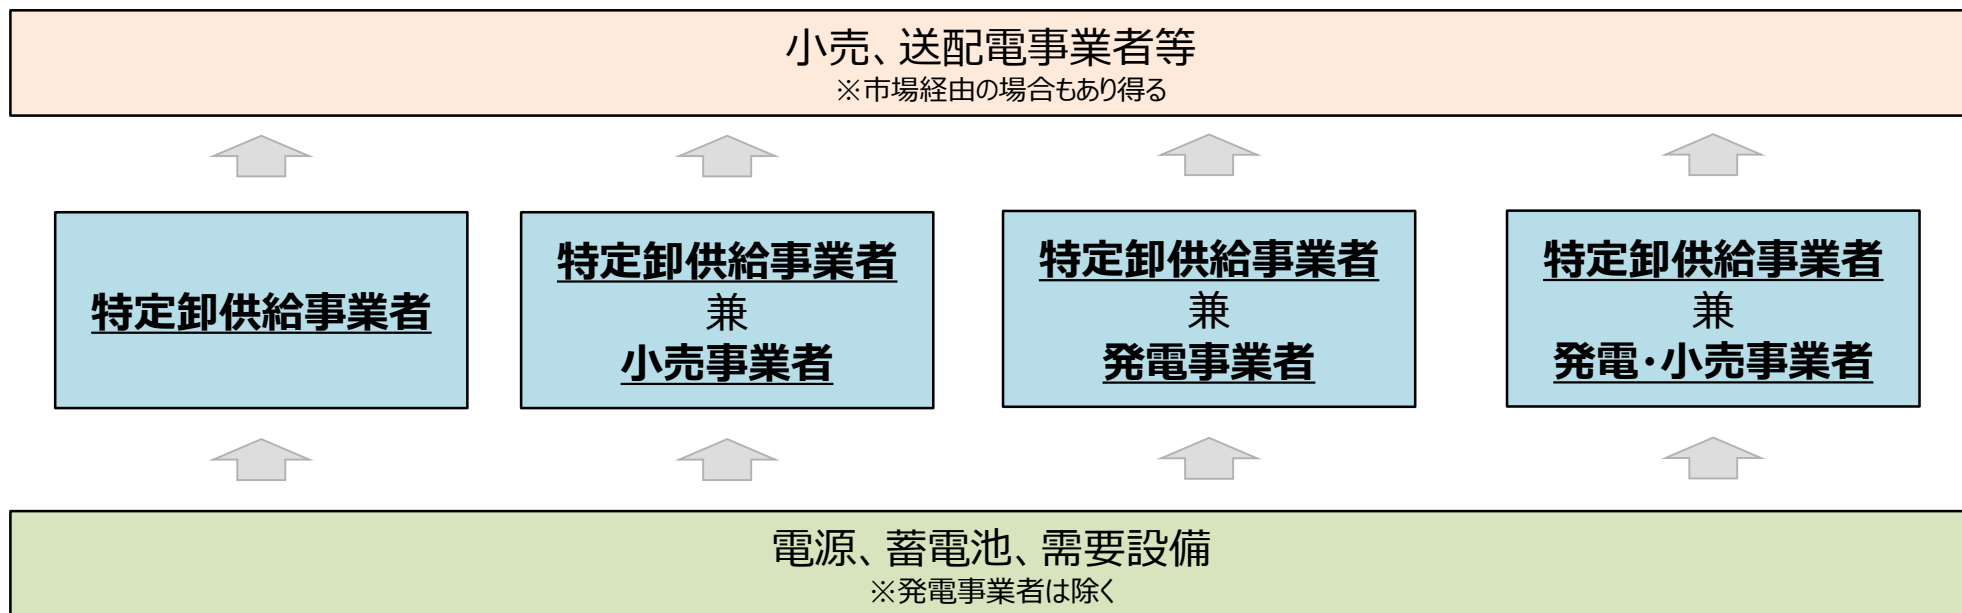 小売、送配電事業者等
※市場経由の場合もあり得る
特定卸供給事業者
特定卸供給事業者
兼
小売事業者
特定卸供給事業者
兼
発電事業者
特定卸供給事業者
兼
発電・小売事業者
電源、蓄電池、需要設備
※発電事業者は除く